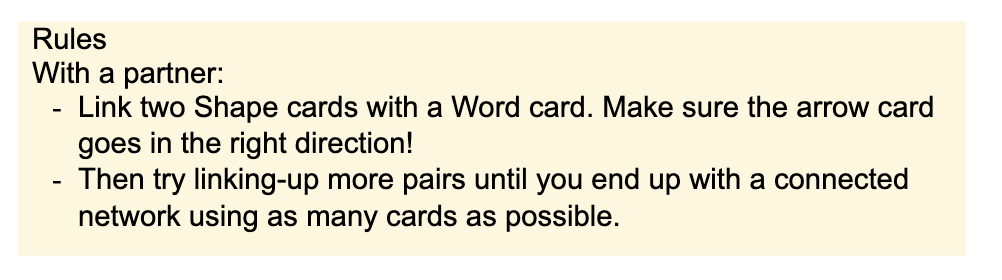 Rules
With a partner:
- Link two Shape cards with a Word card. Make sure the arrow card
goes in the right direction!
- Then try linking-up more pairs until you end up with a connected
network using as many cards as possible.